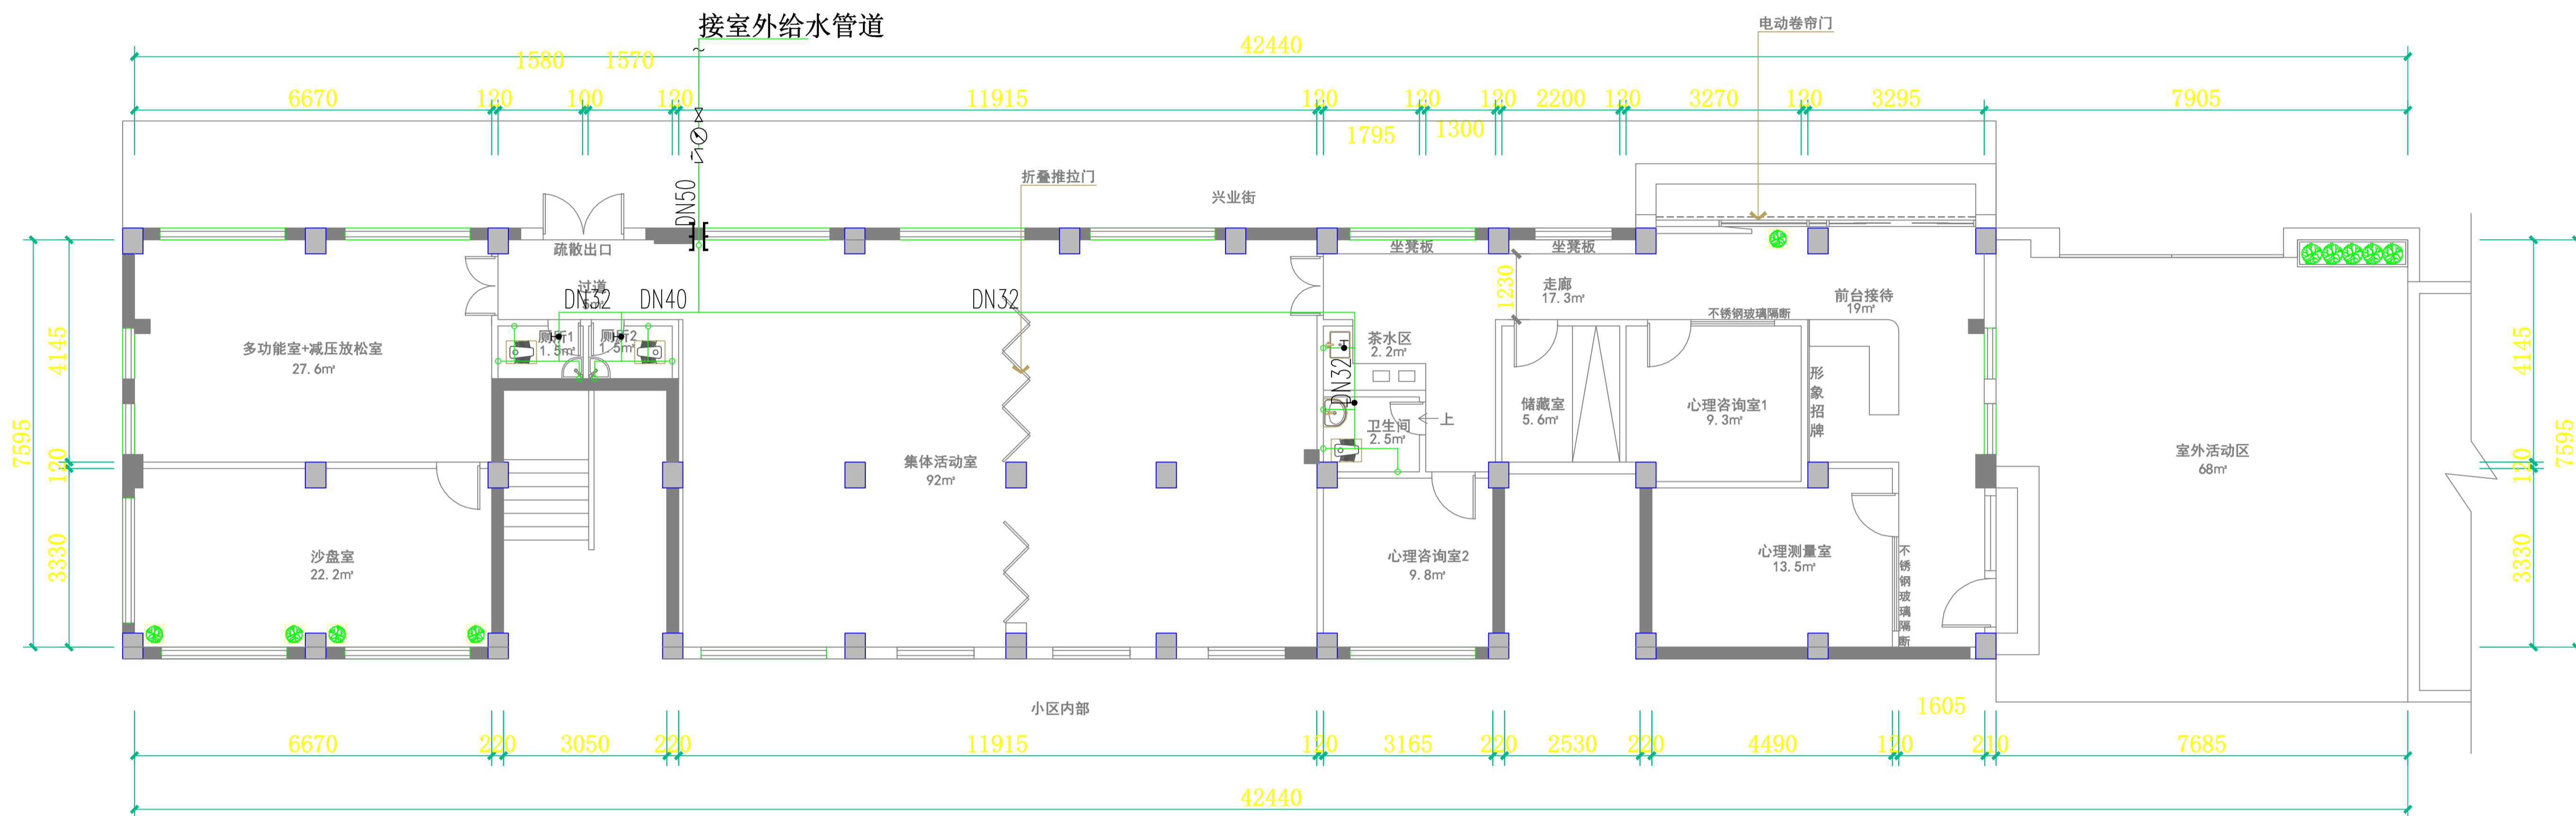 接室外给水管道
电动卷帘门
42440
1580
1570
6670
120
100
120
11915
120
120
120
2200
120
3270
120
3295
7905
1795
1300
折叠推拉门
DN50
兴业街
疏散出口
坐凳板
坐凳板
过道
DN32
DN40
DN32
1230
走廊
17.3㎡
前台接待
19㎡
不锈钢玻璃隔断
厕所1
1.5㎡
厕所2
1.5㎡
茶水区
2.2㎡
多功能室+减压放松室
27.6㎡
4145
4145
DN32
形象招牌
储藏室
5.6㎡
心理咨询室1
9.3㎡
上
卫生间
2.5㎡
7595
7595
室外活动区
68㎡
集体活动室
92㎡
120
120
沙盘室
22.2㎡
3330
3330
心理咨询室2
9.8㎡
心理测量室
13.5㎡
不锈钢玻璃隔断
小区内部
1605
6670
220
3050
220
11915
120
3165
220
2530
220
4490
120
210
7685
42440